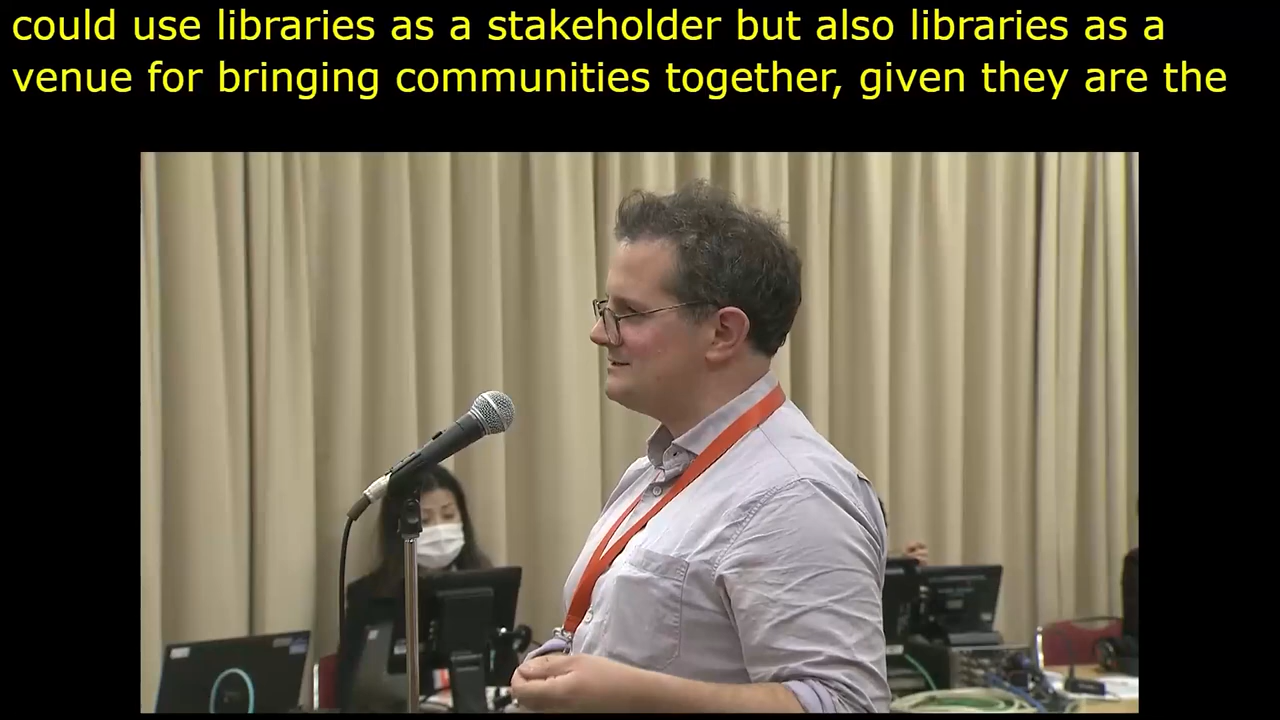 could use libraries as a stakeholder but also libraries as a
venue for bringing communities together, given they are the